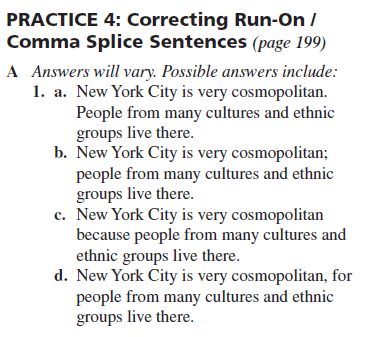 PRACTICE 4: Correcting Run-On /
Comma Splice Sentences (page 199)
A Answers will vary. Possible answers include:
1. a. New York City is very cosmopolitan.
People from many cultures and ethnic
groups live there.
b. New York City is very cosmopolitan;
people from many cultures and ethnic
groups live there.
c. New York City is very cosmopolitan
because people from many cultures and
ethnic groups live there.
d. New York City is very cosmopolitan, for
people from many cultures and ethnic
groups live there.